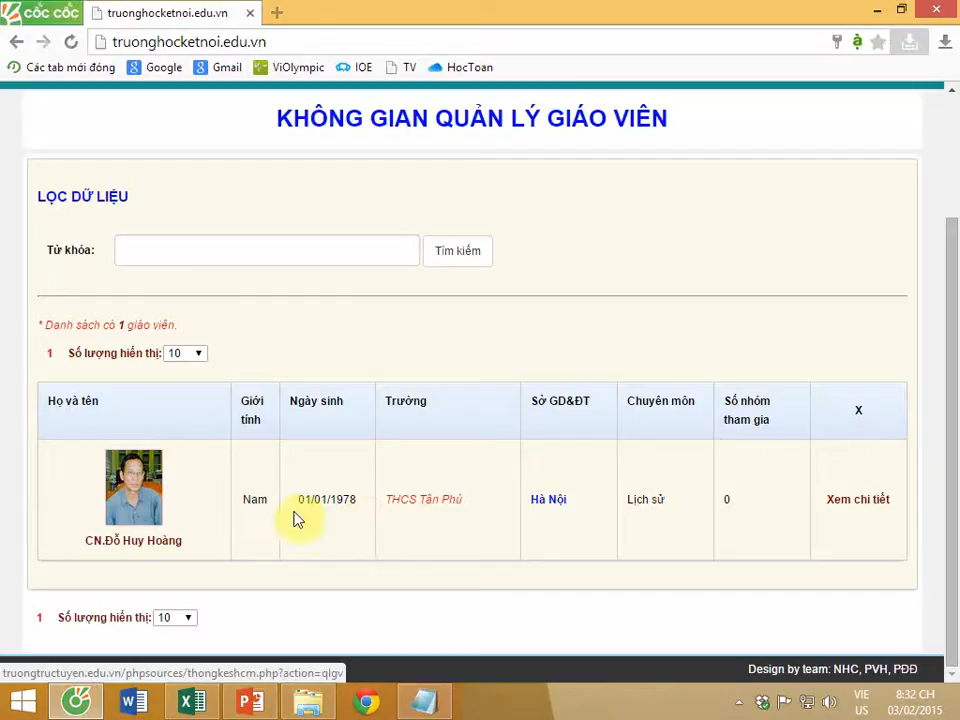 cốc cốc
truonghocketnoi.edu.vn
truonghocketnoi.edu.vn
Các tab mới đóng Google Gmail ViOlympic IOE TV HocToan
KHÔNG GIAN QUẢN LÝ GIÁO VIÊN
LỌC DỮ LIỆU
Từ khóa: Tìm kiếm
* Danh sách có 1 giáo viên.
1 Số lượng hiển thị: 10
Họ và tên Giới tính Ngày sinh Trường Sở GD&ĐT Chuyên môn Số nhóm tham gia X
Nam 01/01/1978 THCS Tân Phú Hà Nội Lịch sử 0 Xem chi tiết
CN.Đỗ Huy Hoàng
1 Số lượng hiển thị: 10
Design by team: NHC, PVH, PĐD
truongtructuyen.edu.vn/phpsources/thongkeshcm.php?action=qlgv
VIE 8:32 CH
US 03/02/2015